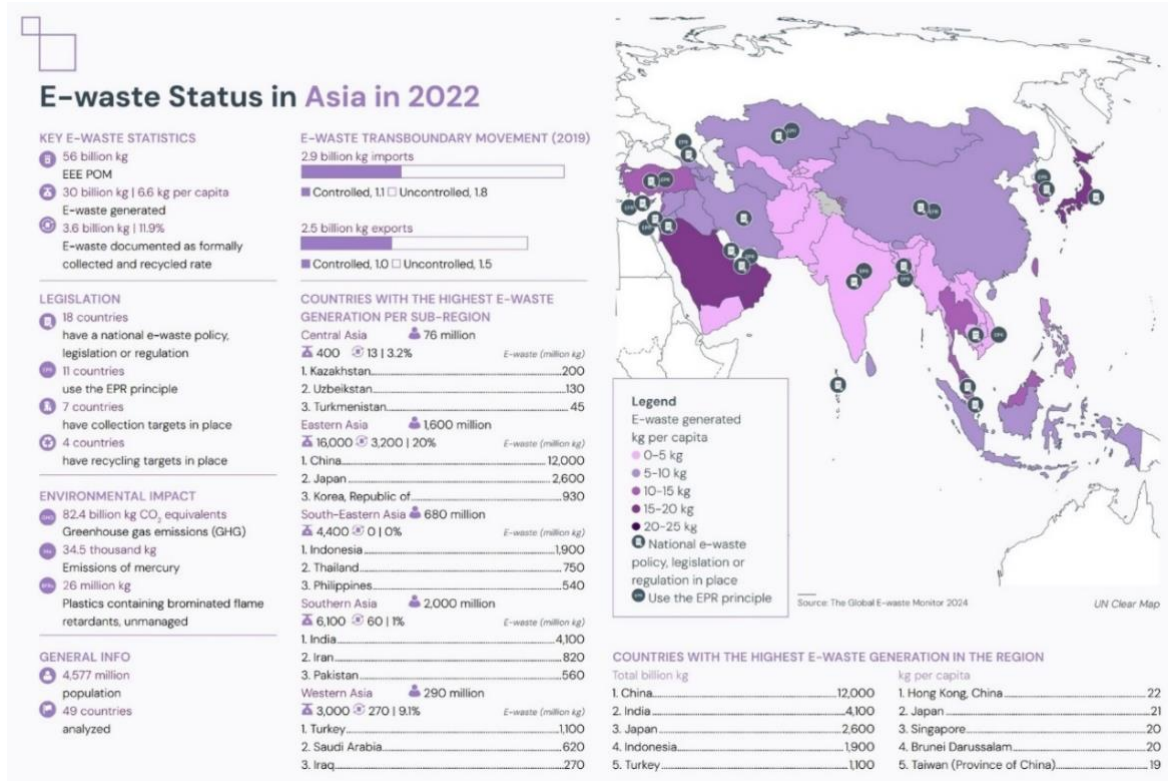 E-waste Status in Asia in 2022
KEY E-WASTE STATISTICS
56 billion kg
EEE POM
30 billion kg | 6.6 kg per capita
E-waste generated
3.6 billion kg | 11.9%
E-waste documented as formally
collected and recycled rate
LEGISLATION
18 countries
have a national e-waste policy,
legislation or regulation
11 countries
use the EPR principle
7 countries
have collection targets in place
4 countries
have recycling targets in place
ENVIRONMENTAL IMPACT
82.4 billion kg CO₂ equivalents
Greenhouse gas emissions (GHG)
34.5 thousand kg
Emissions of mercury
26 million kg
Plastics containing brominated flame
retardants, unmanaged
GENERAL INFO
4,577 million
population
49 countries
analyzed
E-WASTE TRANSBOUNDARY MOVEMENT (2019)
2.9 billion kg imports
Controlled, 1.1 Uncontrolled, 1.8
2.5 billion kg exports
Controlled, 1.0 Uncontrolled, 1.5
COUNTRIES WITH THE HIGHEST E-WASTE
GENERATION PER SUB-REGION
Central Asia 76 million
400 13 | 3.2% E-waste (million kg)
1. Kazakhstan 200
2. Uzbeikstan 130
3. Turkmenistan 45
Eastern Asia 1,600 million
16,000 3,200 | 20% E-waste (million kg)
1. China 12,000
2. Japan 2,600
3. Korea, Republic of 930
South-Eastern Asia 680 million
4,400 0 | 0% E-waste (million kg)
1. Indonesia 1,900
2. Thailand 750
3. Philippines 540
Southern Asia 2,000 million
6,100 60 | 1% E-waste (million kg)
1. India 4,100
2. Iran 820
3. Pakistan 560
Western Asia 290 million
3,000 270 | 9.1% E-waste (million kg)
1. Turkey 1,100
2. Saudi Arabia 620
3. Iraq 270
Legend
E-waste generated
kg per capita
0-5 kg
5-10 kg
10-15 kg
15-20 kg
20-25 kg
National e-waste
policy, legislation or
regulation in place
Use the EPR principle
Source: The Global E-waste Monitor 2024
UN Clear Map
COUNTRIES WITH THE HIGHEST E-WASTE GENERATION IN THE REGION
Total billion kg
1. China 12,000
2. India 4,100
3. Japan 2,600
4. Indonesia 1,900
5. Turkey 1,100
kg per capita
1. Hong Kong, China 22
2. Japan 21
3. Singapore 20
4. Brunei Darussalam 20
5. Taiwan (Province of China) 19